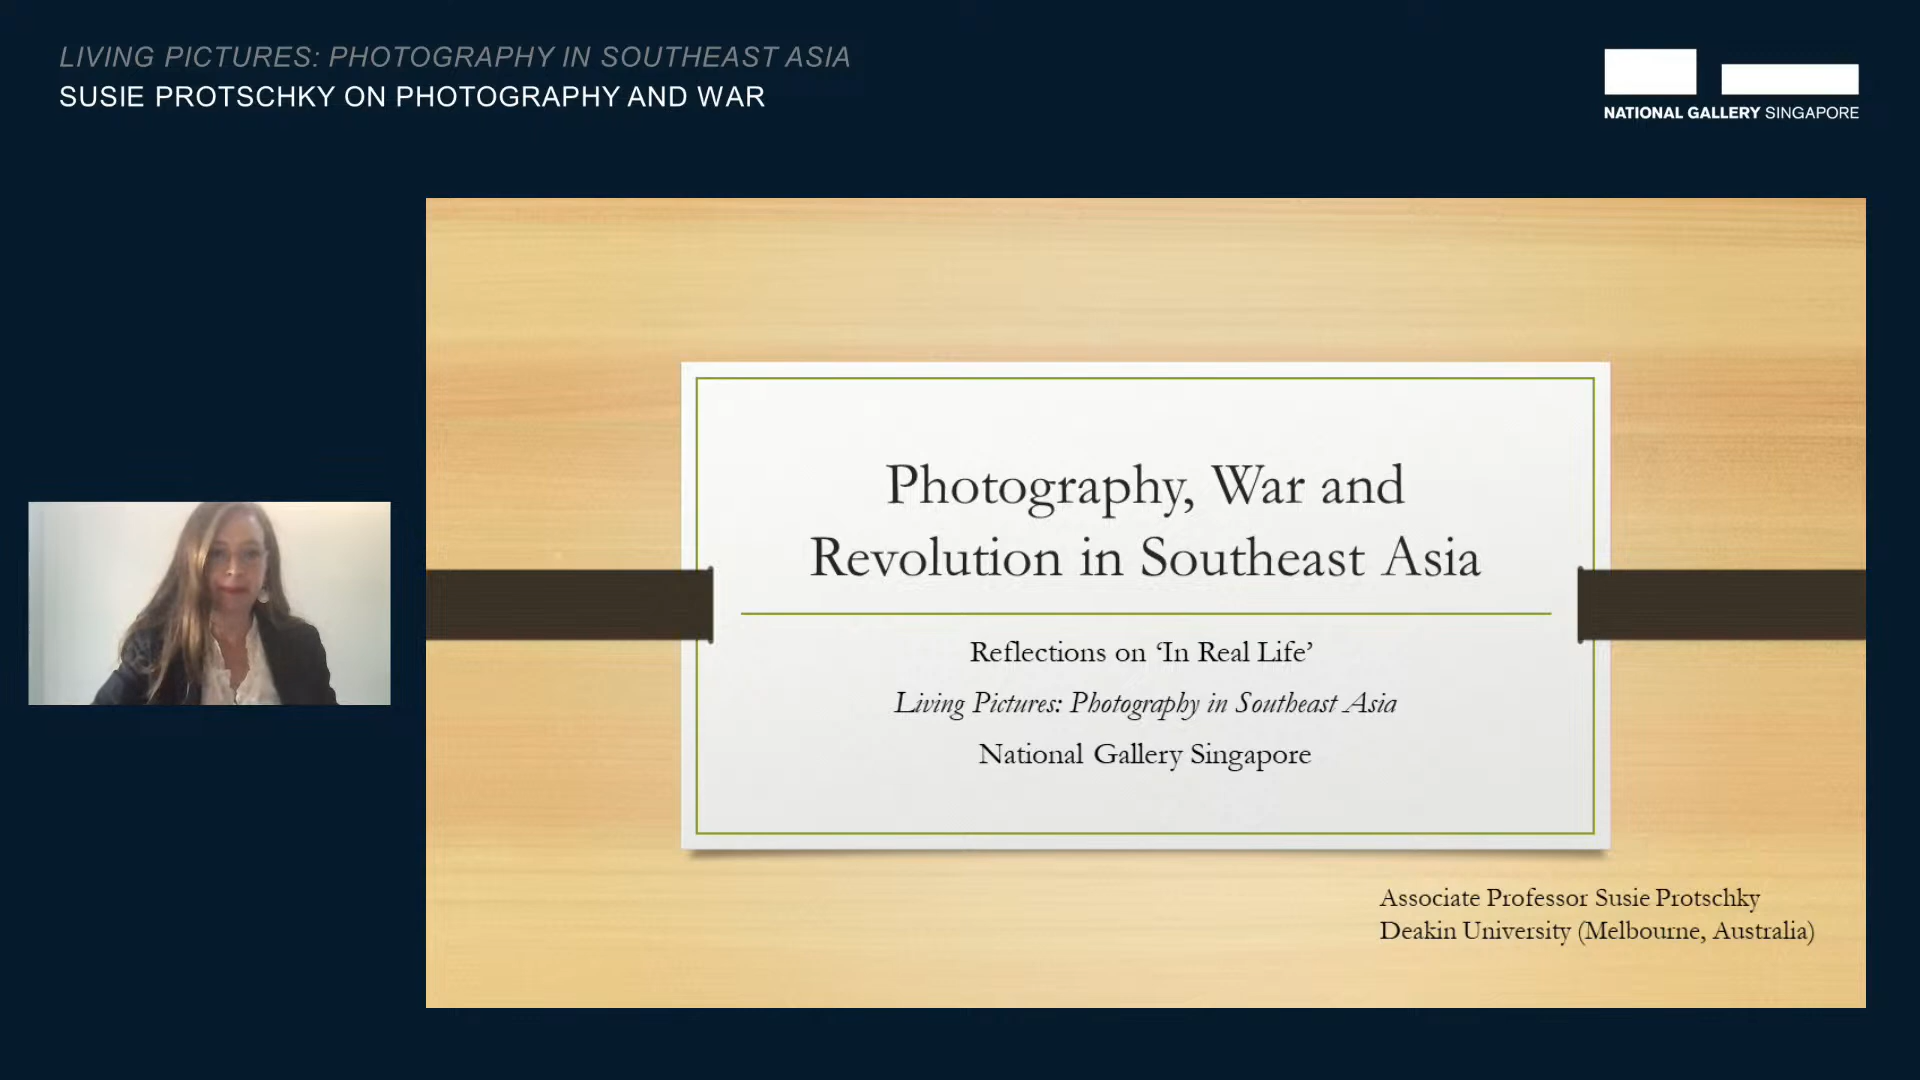 LIVING PICTURES: PHOTOGRAPHY IN SOUTHEAST ASIA
SUSIE PROTSCHKY ON PHOTOGRAPHY AND WAR
NATIONAL GALLERY SINGAPORE
Photography, War and
Revolution in Southeast Asia
Reflections on ‘In Real Life’
Living Pictures: Photography in Southeast Asia
National Gallery Singapore
Associate Professor Susie Protschky
Deakin University (Melbourne, Australia)